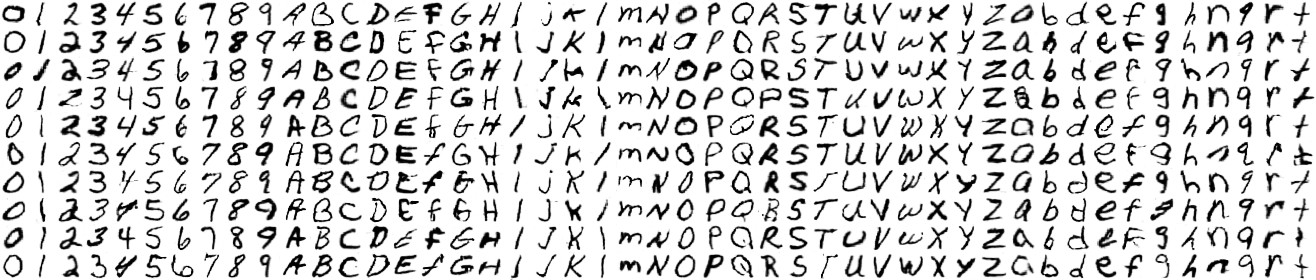 0 1 2 3 4 5 6 7 8 9 A B C D E F G H I j K l m N O P Q R S T U V W X Y Z a b d e f g h n q r t
0 1 2 3 4 5 6 7 8 9 A B C D E F G H I j K l m N O P Q R S T U V W X Y Z a b d e F g h n q r t
0 1 2 3 4 5 6 7 8 9 A B C D E f G H I j K l m N O P Q R S T U V W X Y Z a b d e f g h n q r t
0 1 2 3 4 5 6 7 8 9 A B C D E f G H I j k l m N O P Q R S T U V W X Y Z a b d e f g h n q r t
0 1 2 3 4 5 6 7 8 9 A B C D E f G H I j K l m N O P Q R S T U V W X Y Z a b d e f g h n q r t
0 1 2 3 4 5 6 7 8 9 A B C D E f G H I j K l m N O P Q R S T U V W X Y Z a b d e f g h n q r t
0 1 2 3 4 5 6 7 8 9 A B C D E f G H I j K l m N O P Q R S T U V W X Y Z a b d e f g h n q r t
0 1 2 3 4 5 6 7 8 9 A B C D E F G H I j K l m N O P Q R S T U V W X Y Z a b d e f g h n q r t
0 1 2 3 4 5 6 7 8 9 A B C D E F G H I J K l m N O P Q R S T U V W X Y Z a b d e F g h n q r t
0 1 2 3 4 5 6 7 8 9 A B C D E f G H I J K l m N O P Q R S T U V W X Y Z a b d e f g h n q r t